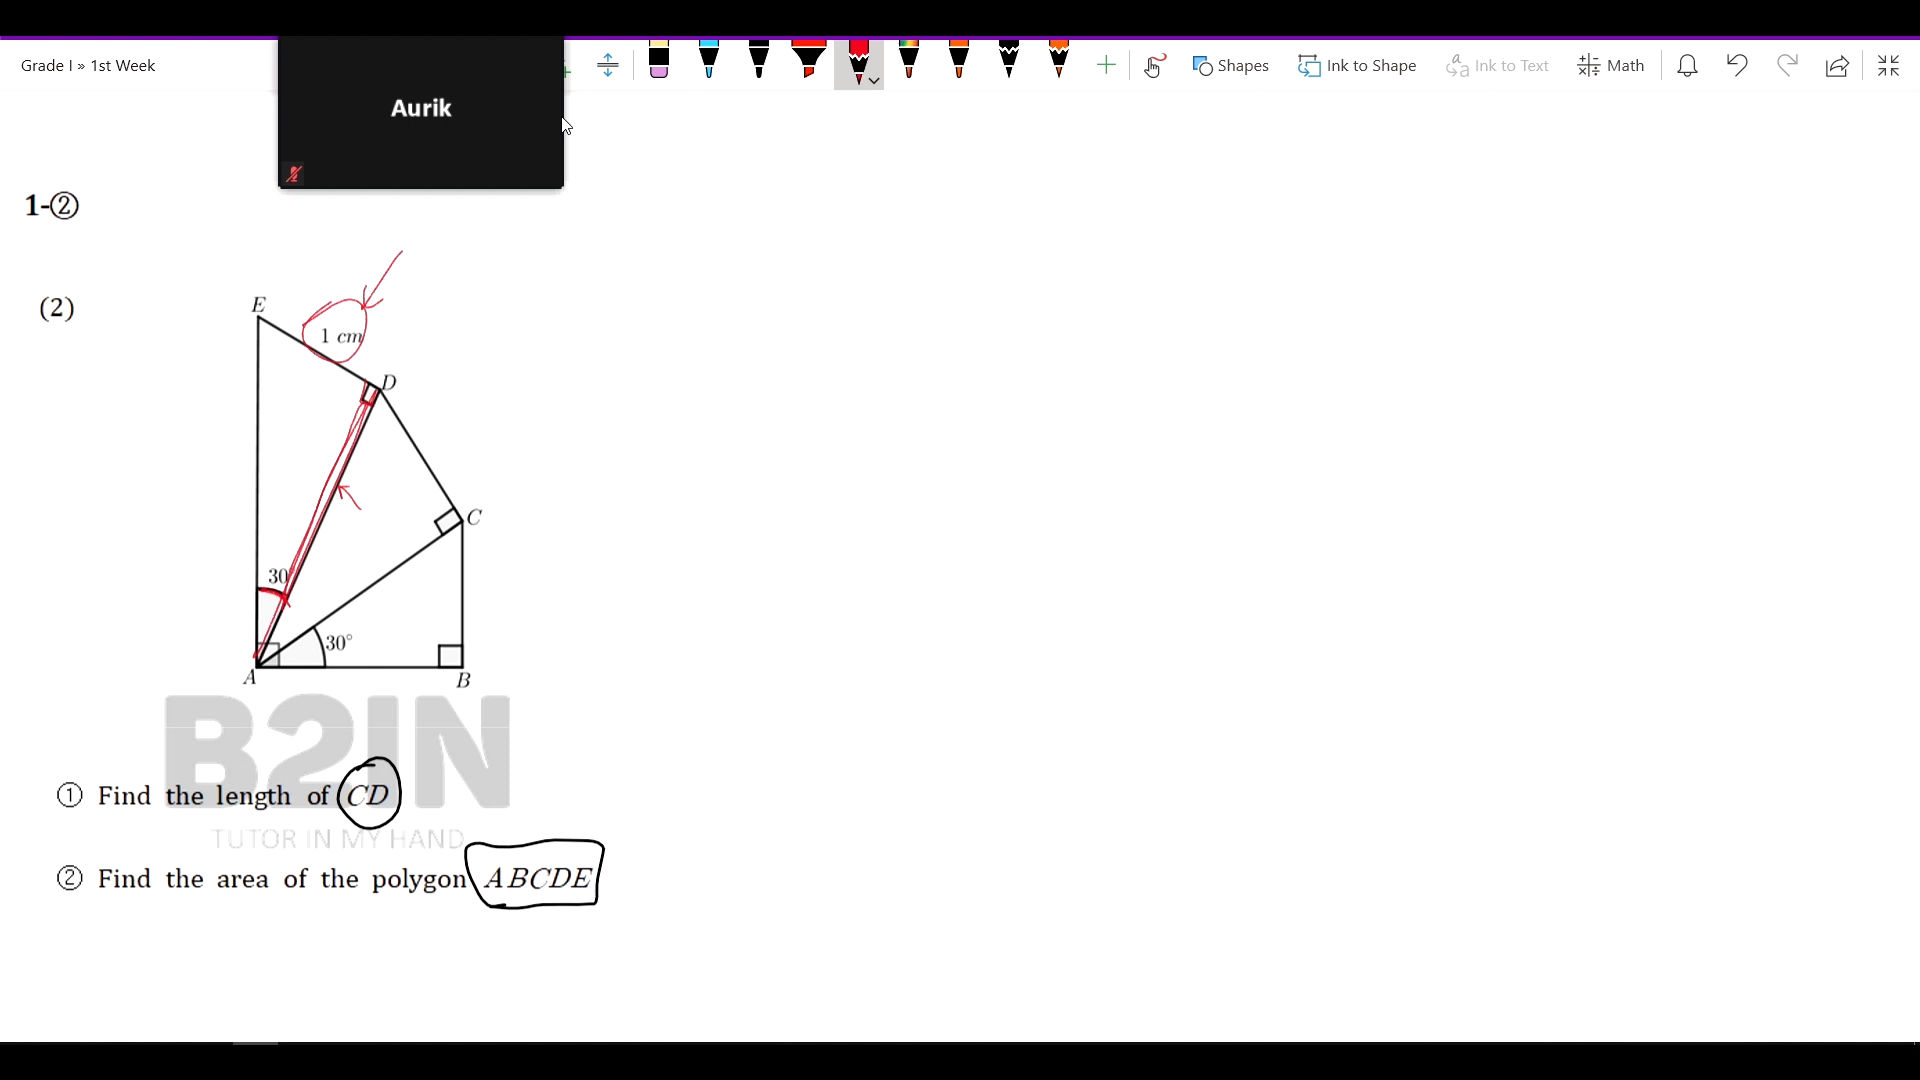 Grade I » 1st Week
Shapes
Ink to Shape
Ink to Text
Math
Aurik
1-②
(2)
E
1 cm
D
C
30
30°
A
B
B2IN
TUTOR IN MY HAND
① Find the length of CD
② Find the area of the polygon ABCDE